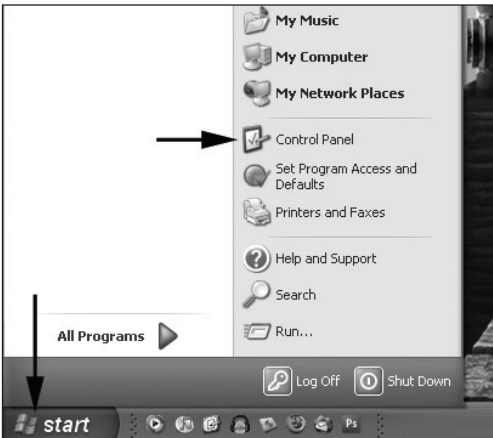 My Music
My Computer
My Network Places
Control Panel
Set Program Access and
Defaults
Printers and Faxes
Help and Support
Search
All Programs
Run...
Log Off
Shut Down
start
Ps